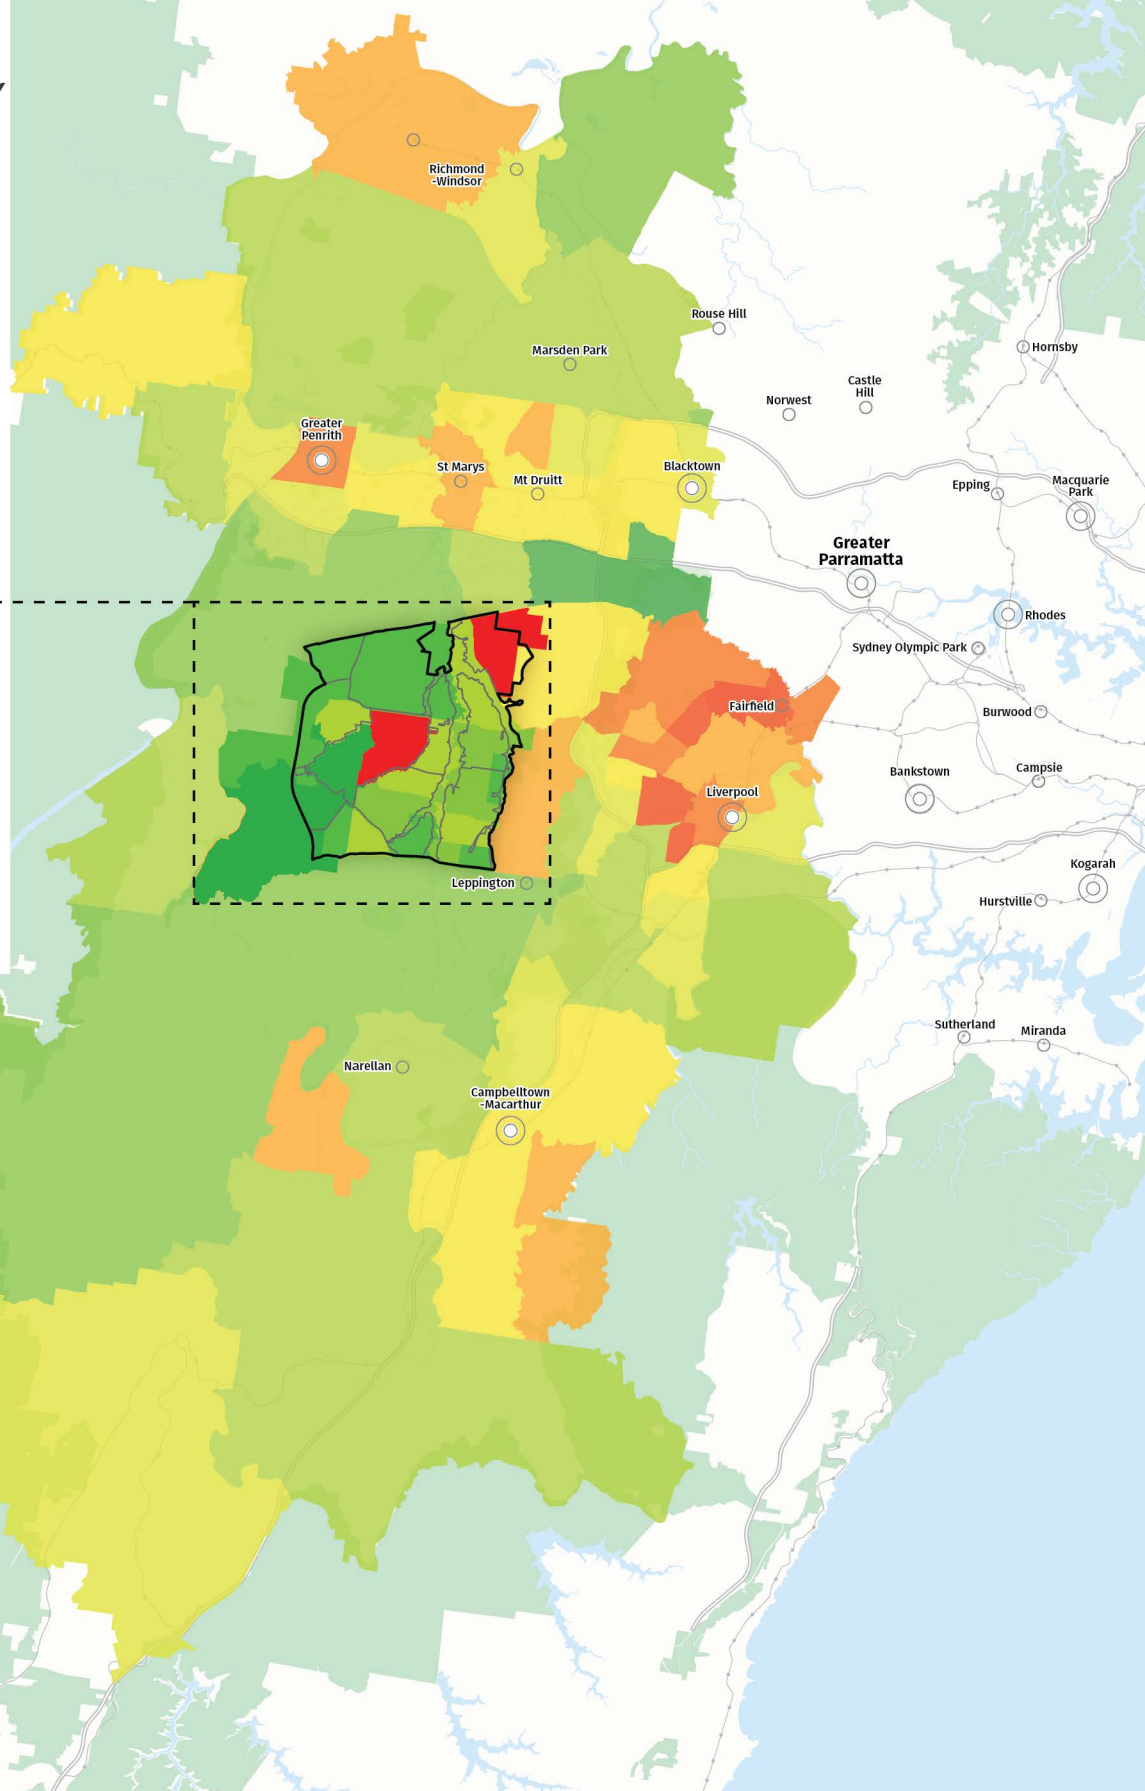 Richmond
-Windsor
Rouse Hill
Marsden Park
Hornsby
Castle
Hill
Norwest
Greater
Penrith
St Marys
Mt Druitt
Blacktown
Epping
Macquarie
Park
Greater
Parramatta
Rhodes
Sydney Olympic Park
Fairfield
Burwood
Bankstown
Campsie
Liverpool
Kogarah
Leppington
Hurstville
Sutherland
Miranda
Narellan
Campbelltown
-Macarthur